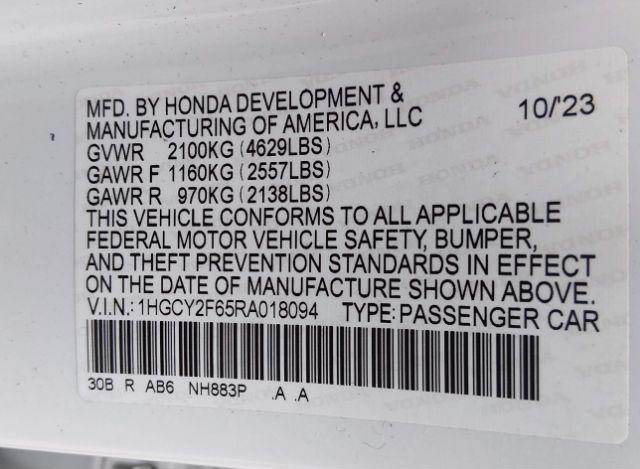 MFD. BY HONDA DEVELOPMENT & 10/'23
MANUFACTURING OF AMERICA, LLC
GVWR 2100KG (4629LBS)
GAWR F 1160KG (2557LBS)
GAWR R 970KG (2138LBS)
THIS VEHICLE CONFORMS TO ALL APPLICABLE
FEDERAL MOTOR VEHICLE SAFETY, BUMPER,
AND THEFT PREVENTION STANDARDS IN EFFECT
ON THE DATE OF MANUFACTURE SHOWN ABOVE.
V.I.N.: 1HGCY2F65RA018094 TYPE: PASSENGER CAR
30B R AB6 NH883P .A .A